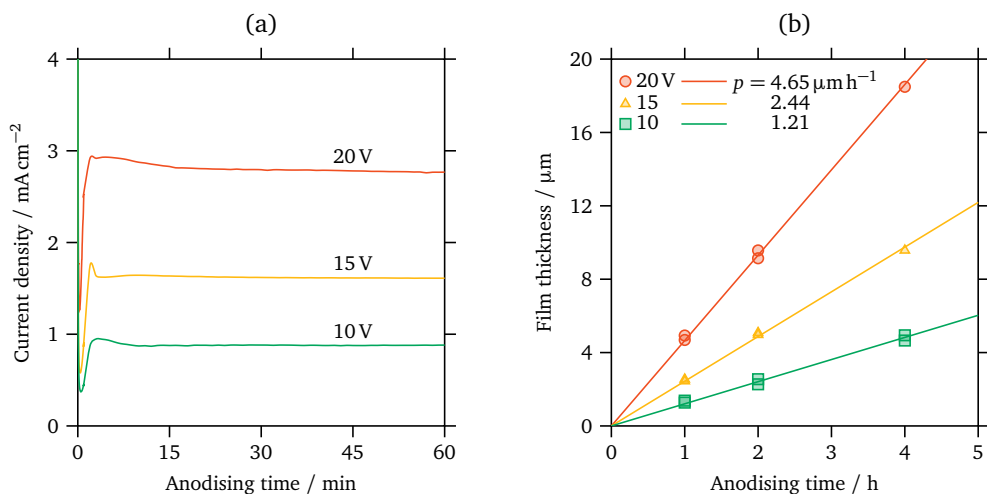 (a)
4
3
2
1
0
Current density / mA cm⁻²
20 V
15 V
10 V
0 15 30 45 60
Anodising time / min
(b)
20
16
12
8
4
0
Film thickness / µm
20 V p = 4.65 µm h⁻¹
15 2.44
10 1.21
0 1 2 3 4 5
Anodising time / h